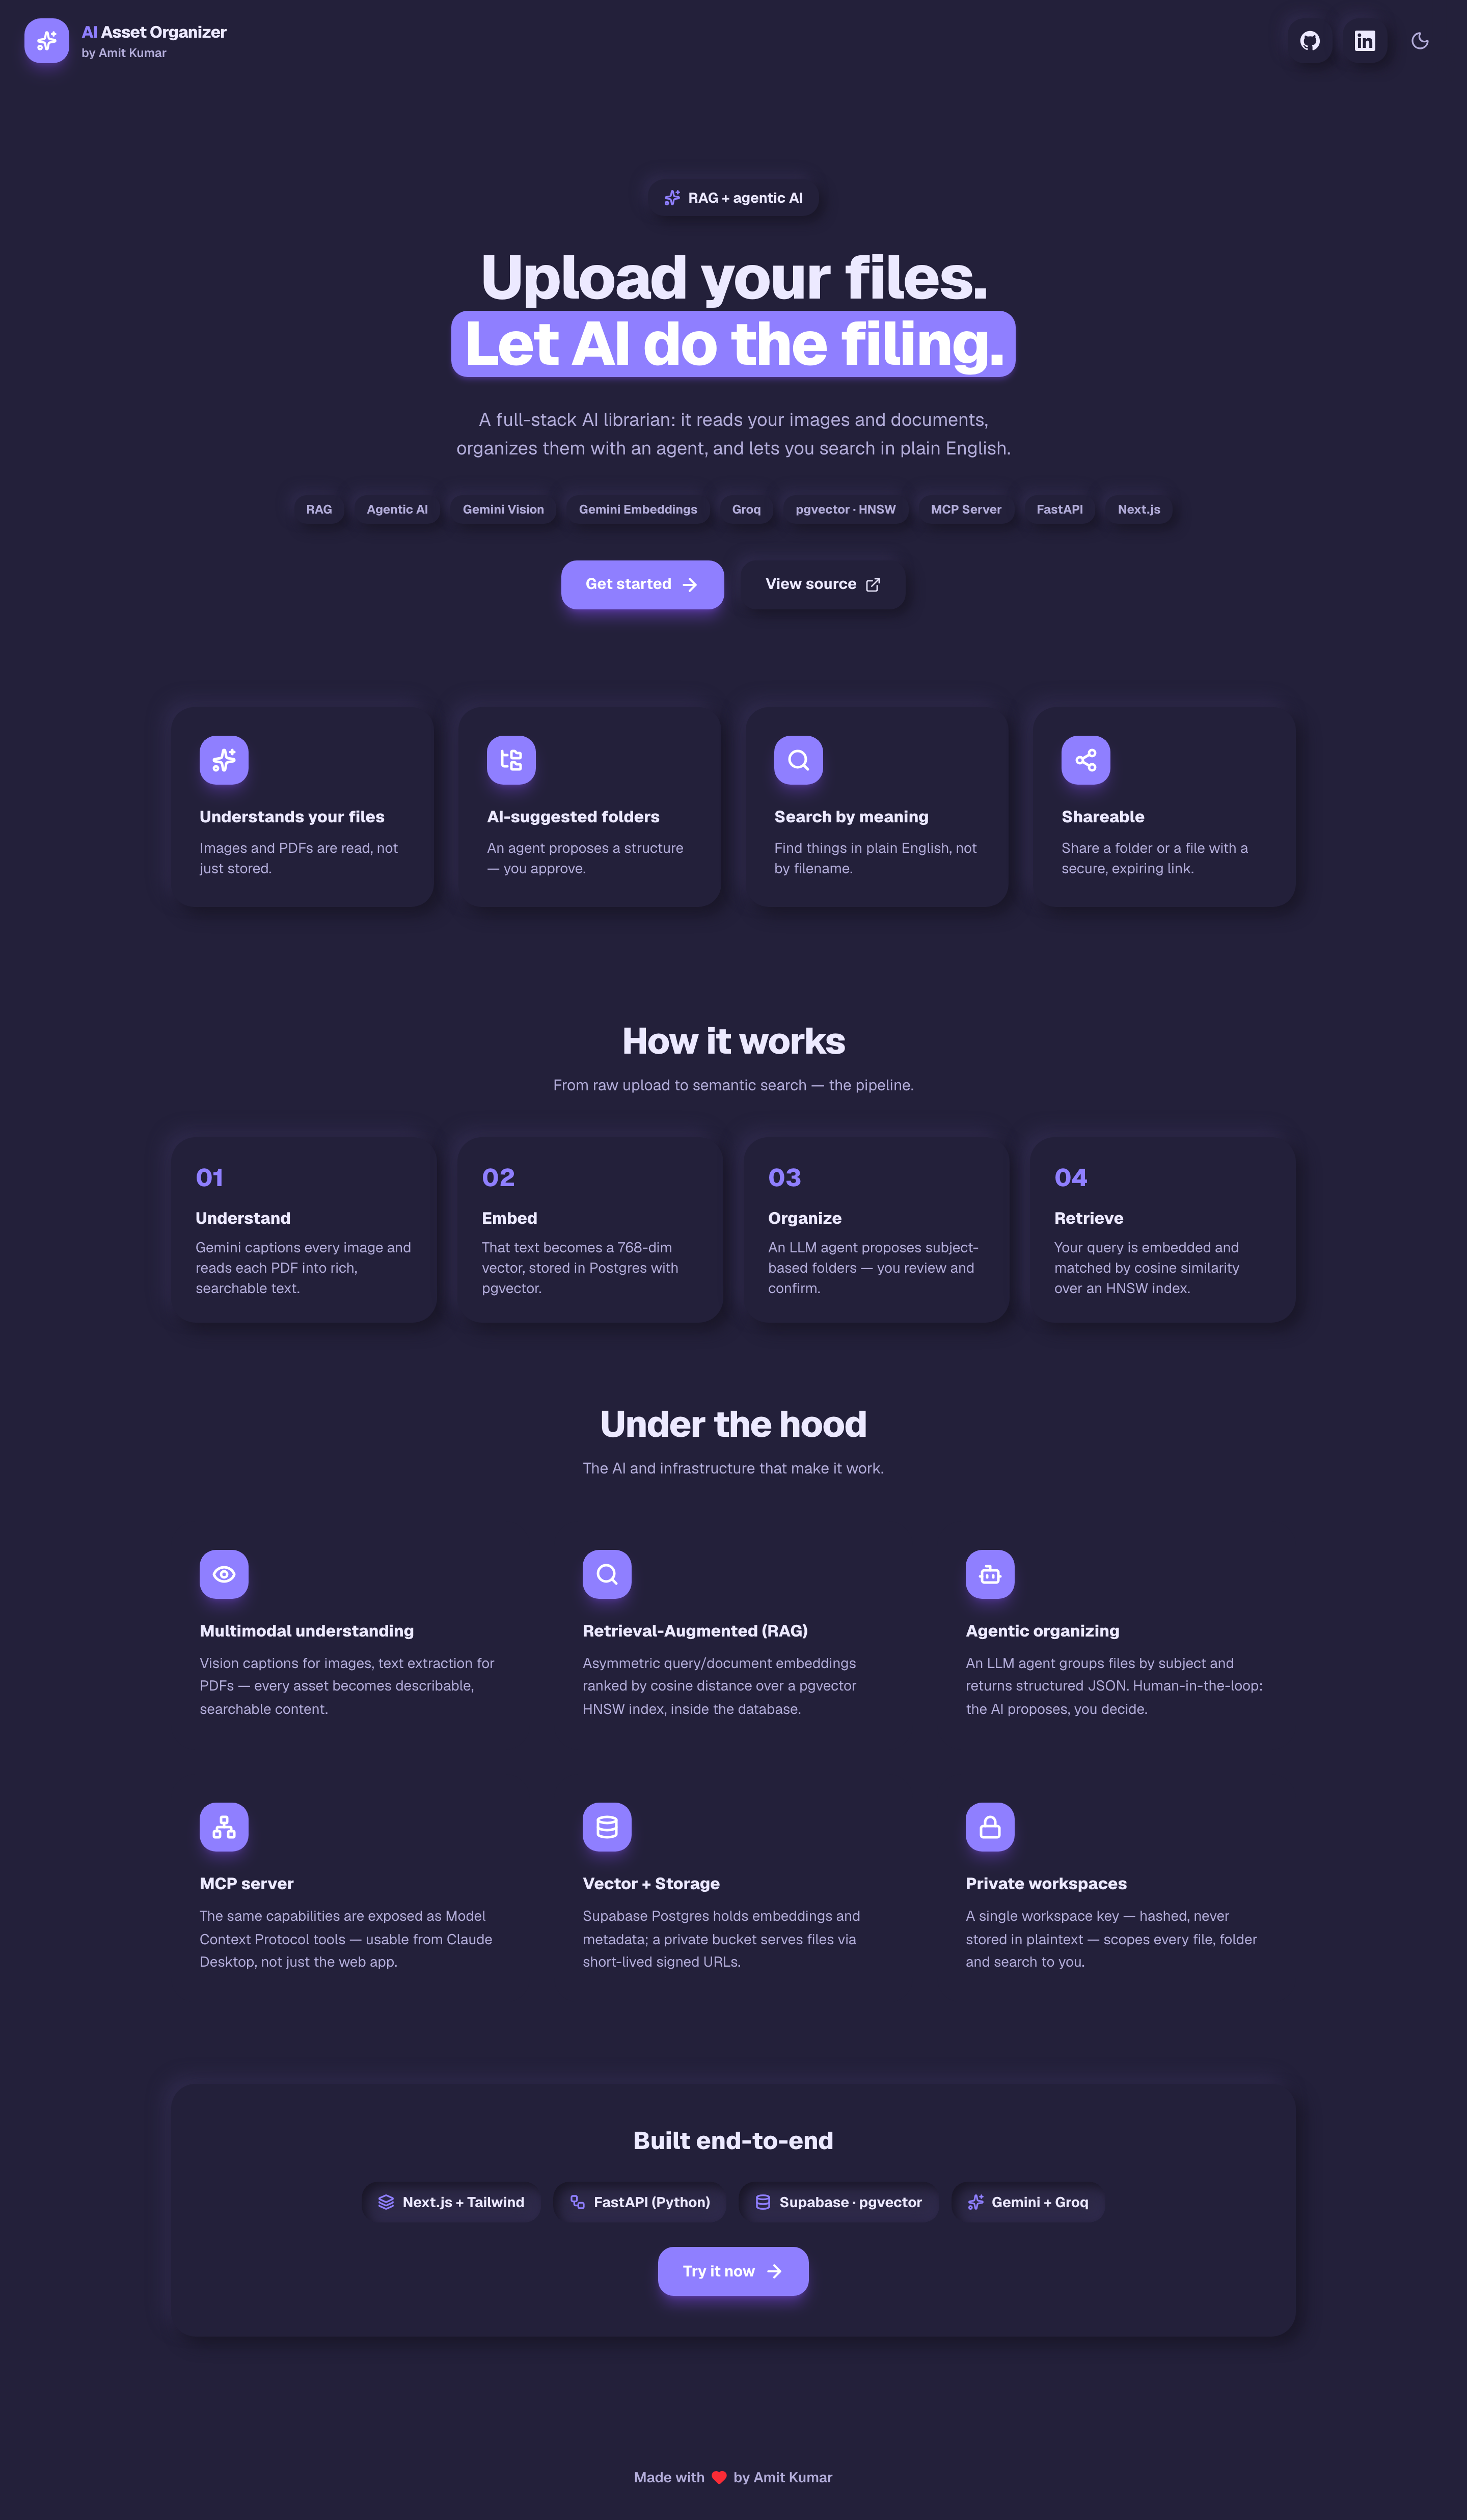 AI Asset Organizer
by Amit Kumar
RAG + agentic AI
Upload your files.
Let AI do the filing.
A full-stack AI librarian: it reads your images and documents,
organizes them with an agent, and lets you search in plain English.
RAG
Agentic AI
Gemini Vision
Gemini Embeddings
Groq
pgvector · HNSW
MCP Server
FastAPI
Next.js
Get started
View source
Understands your files
Images and PDFs are read, not
just stored.
AI-suggested folders
An agent proposes a structure
— you approve.
Search by meaning
Find things in plain English, not
by filename.
Shareable
Share a folder or a file with a
secure, expiring link.
How it works
From raw upload to semantic search — the pipeline.
01
Understand
Gemini captions every image and
reads each PDF into rich,
searchable text.
02
Embed
That text becomes a 768-dim
vector, stored in Postgres with
pgvector.
03
Organize
An LLM agent proposes subject-
based folders — you review and
confirm.
04
Retrieve
Your query is embedded and
matched by cosine similarity
over an HNSW index.
Under the hood
The AI and infrastructure that make it work.
Multimodal understanding
Vision captions for images, text extraction for
PDFs — every asset becomes describable,
searchable content.
Retrieval-Augmented (RAG)
Asymmetric query/document embeddings
ranked by cosine distance over a pgvector
HNSW index, inside the database.
Agentic organizing
An LLM agent groups files by subject and
returns structured JSON. Human-in-the-loop:
the AI proposes, you decide.
MCP server
The same capabilities are exposed as Model
Context Protocol tools — usable from Claude
Desktop, not just the web app.
Vector + Storage
Supabase Postgres holds embeddings and
metadata; a private bucket serves files via
short-lived signed URLs.
Private workspaces
A single workspace key — hashed, never
stored in plaintext — scopes every file, folder
and search to you.
Built end-to-end
Next.js + Tailwind
FastAPI (Python)
Supabase · pgvector
Gemini + Groq
Try it now
Made with ❤ by Amit Kumar